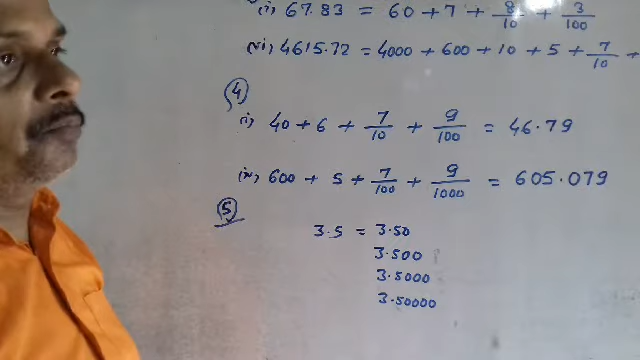 (i) 67.83 = 60 + 7 + 8/10 + 3/100
(vi) 4615.72 = 4000 + 600 + 10 + 5 + 7/10 +
(4)
(i) 40 + 6 + 7/10 + 9/100 = 46.79
600 + 5 + 7/100 + 9/1000 = 605.079
(5)
3.5 = 3.50
3.500
3.5000
3.50000